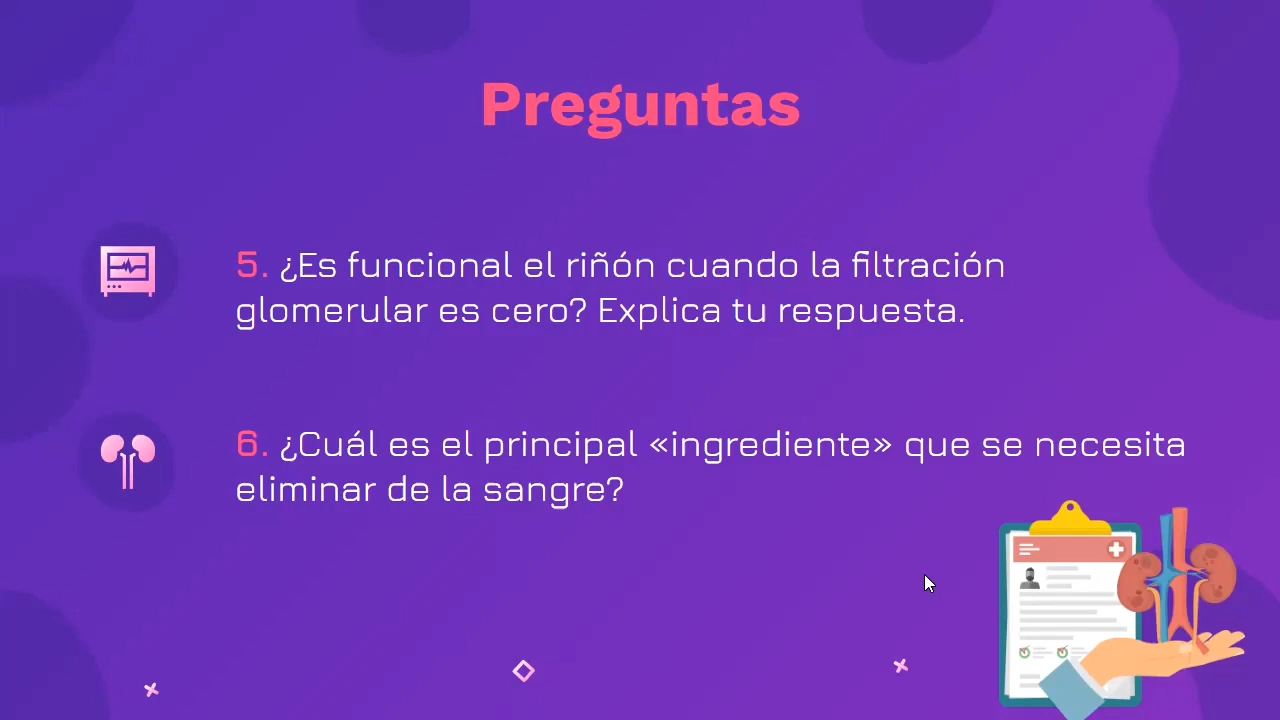 Preguntas
5. ¿Es funcional el riñón cuando la filtración
glomerular es cero? Explica tu respuesta.
6. ¿Cuál es el principal «ingrediente» que se necesita
eliminar de la sangre?